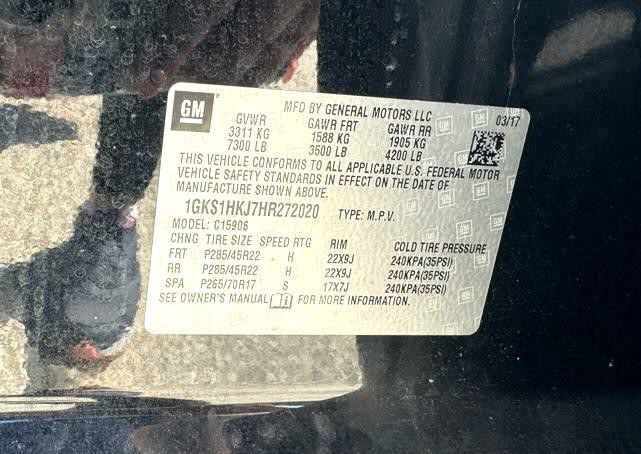 GM
MFD BY GENERAL MOTORS LLC 03/17
GVWR GAWR FRT GAWR RR
3311 KG 1588 KG 1905 KG
7300 LB 3500 LB 4200 LB
THIS VEHICLE CONFORMS TO ALL APPLICABLE U.S. FEDERAL MOTOR
VEHICLE SAFETY STANDARDS IN EFFECT ON THE DATE OF
MANUFACTURE SHOWN ABOVE.
1GKS1HKJ7HR272020 TYPE: M.P.V.
MODEL: C15906
CHNG TIRE SIZE SPEED RTG RIM COLD TIRE PRESSURE
FRT P285/45R22 H 22X9J 240KPA(35PSI)
RR P285/45R22 H 22X9J 240KPA(35PSI)
SPA P265/70R17 S 17X7J 240KPA(35PSI)
SEE OWNER'S MANUAL FOR MORE INFORMATION.